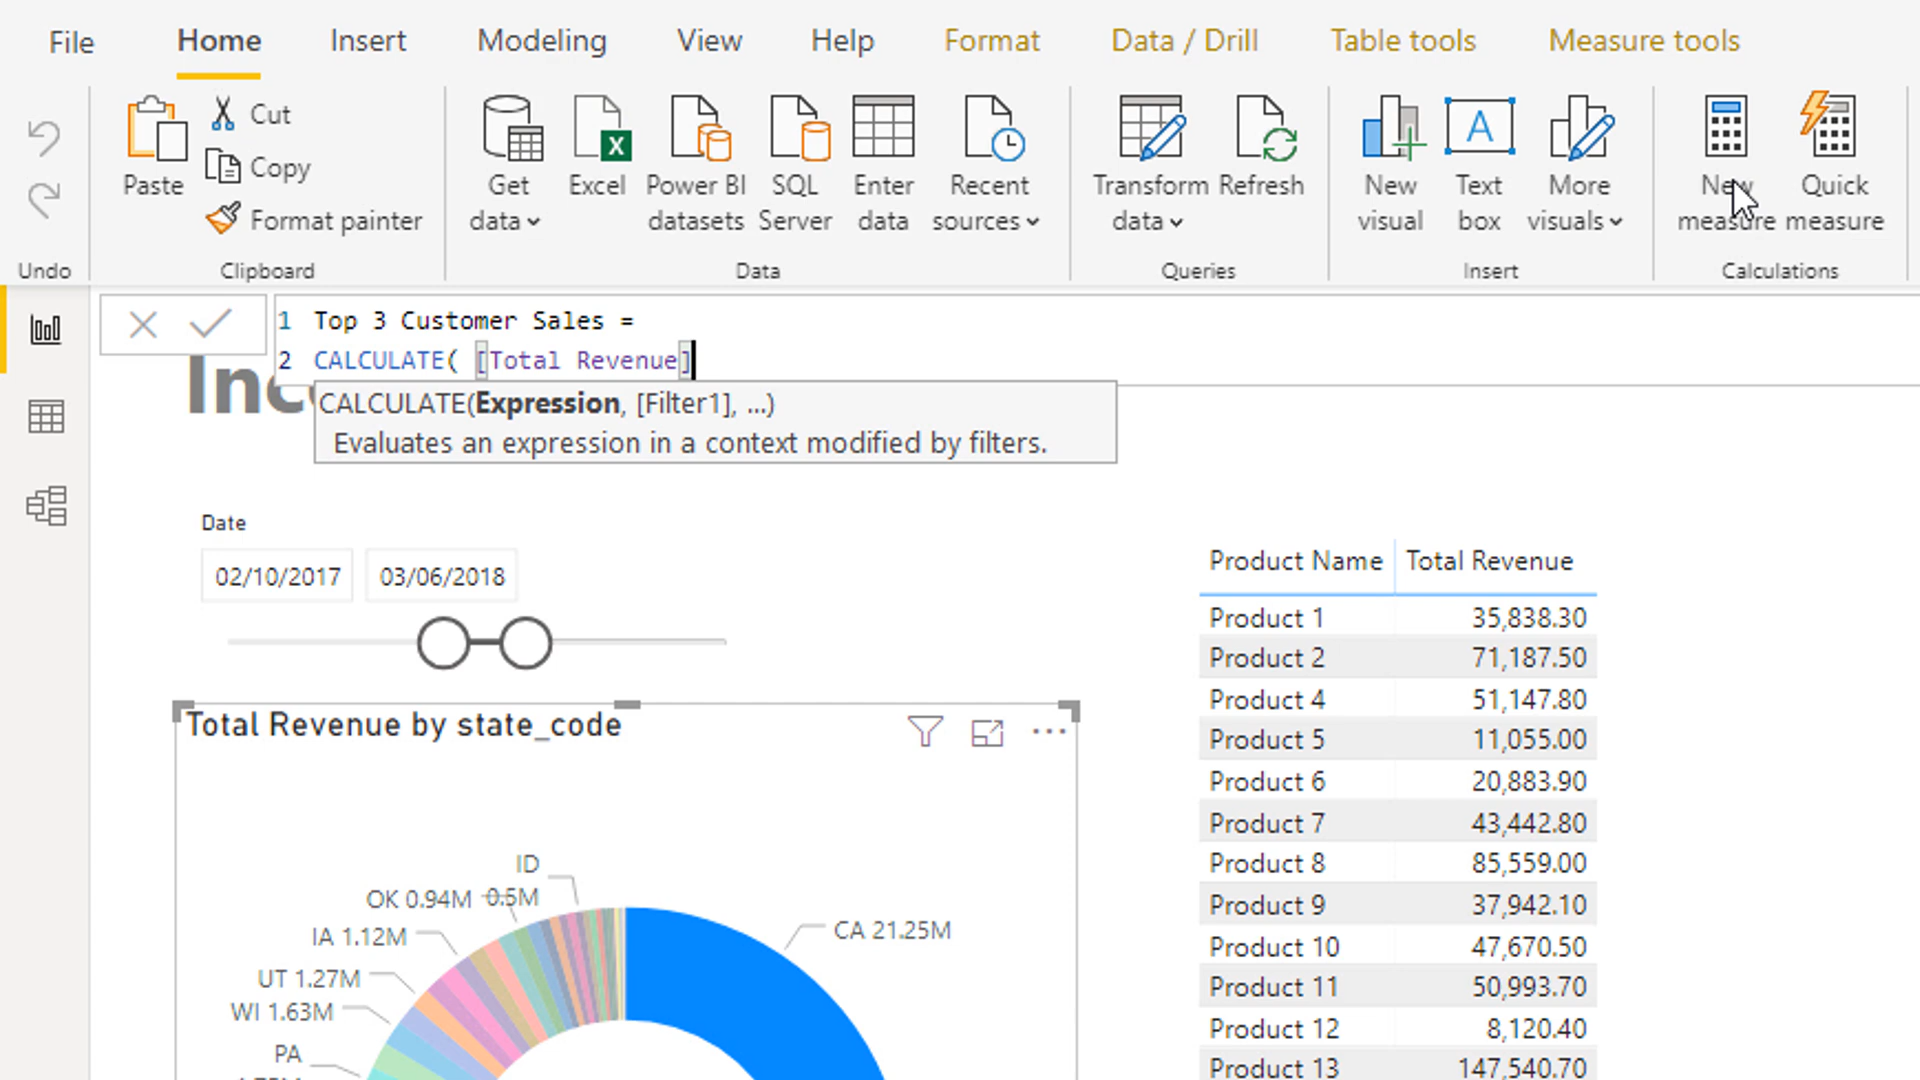 File Home Insert Modeling View Help Format Data / Drill Table tools Measure tools
Paste
Cut
Copy
Format painter
Get data
Excel
X
Power BI datasets
SQL Server
Enter data
Recent sources
Transform data
Refresh
New visual
A
Text box
More visuals
New measure
Quick measure
Undo Clipboard Data Queries Insert Calculations
1 Top 3 Customer Sales =
2 CALCULATE( [Total Revenue]
CALCULATE(Expression, [Filter1], ...)
Evaluates an expression in a context modified by filters.
Date
02/10/2017 03/06/2018
Total Revenue by state_code
ID
OK 0.94M 0.5M
IA 1.12M
UT 1.27M
WI 1.63M
PA
CA 21.25M
Product Name Total Revenue
Product 1 35,838.30
Product 2 71,187.50
Product 4 51,147.80
Product 5 11,055.00
Product 6 20,883.90
Product 7 43,442.80
Product 8 85,559.00
Product 9 37,942.10
Product 10 47,670.50
Product 11 50,993.70
Product 12 8,120.40
Product 13 147,540.70